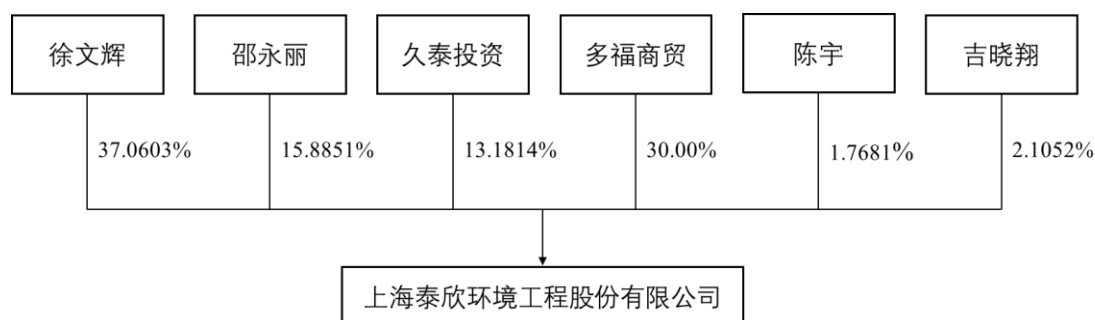 徐文辉
邵永丽
久泰投资
多福商贸
陈宇
吉晓翔
37.0603%
15.8851%
13.1814%
30.00%
1.7681%
2.1052%
上海泰欣环境工程股份有限公司